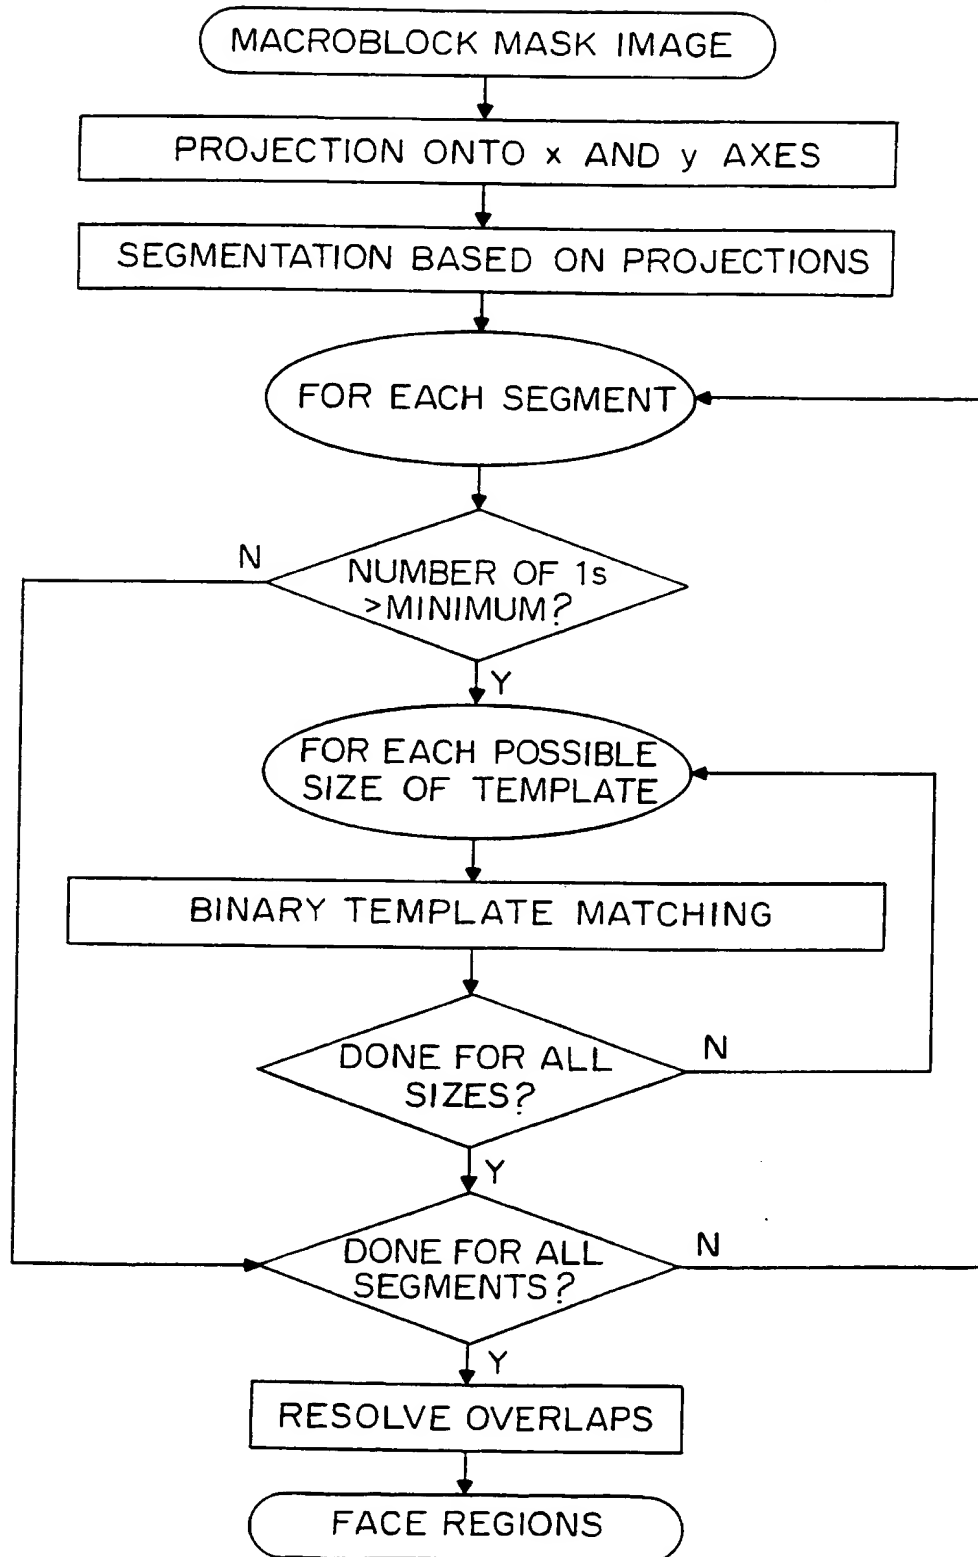 MACROBLOCK MASK IMAGE
PROJECTION ONTO x AND y AXES
SEGMENTATION BASED ON PROJECTIONS
FOR EACH SEGMENT
N
NUMBER OF 1s
>MINIMUM?
Y
FOR EACH POSSIBLE
SIZE OF TEMPLATE
BINARY TEMPLATE MATCHING
DONE FOR ALL
SIZES?
N
Y
DONE FOR ALL
SEGMENTS?
N
Y
RESOLVE OVERLAPS
FACE REGIONS